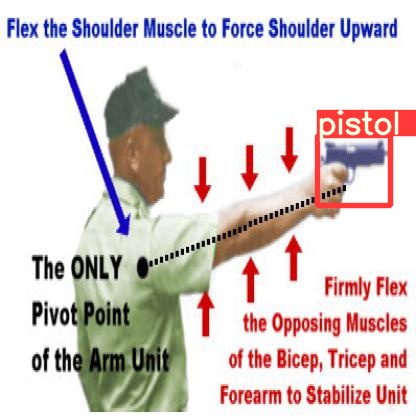 Flex the Shoulder Muscle to Force Shoulder Upward
pistol
The ONLY
Pivot Point
of the Arm Unit
Firmly Flex
the Opposing Muscles
of the Bicep, Tricep and
Forearm to Stabilize Unit